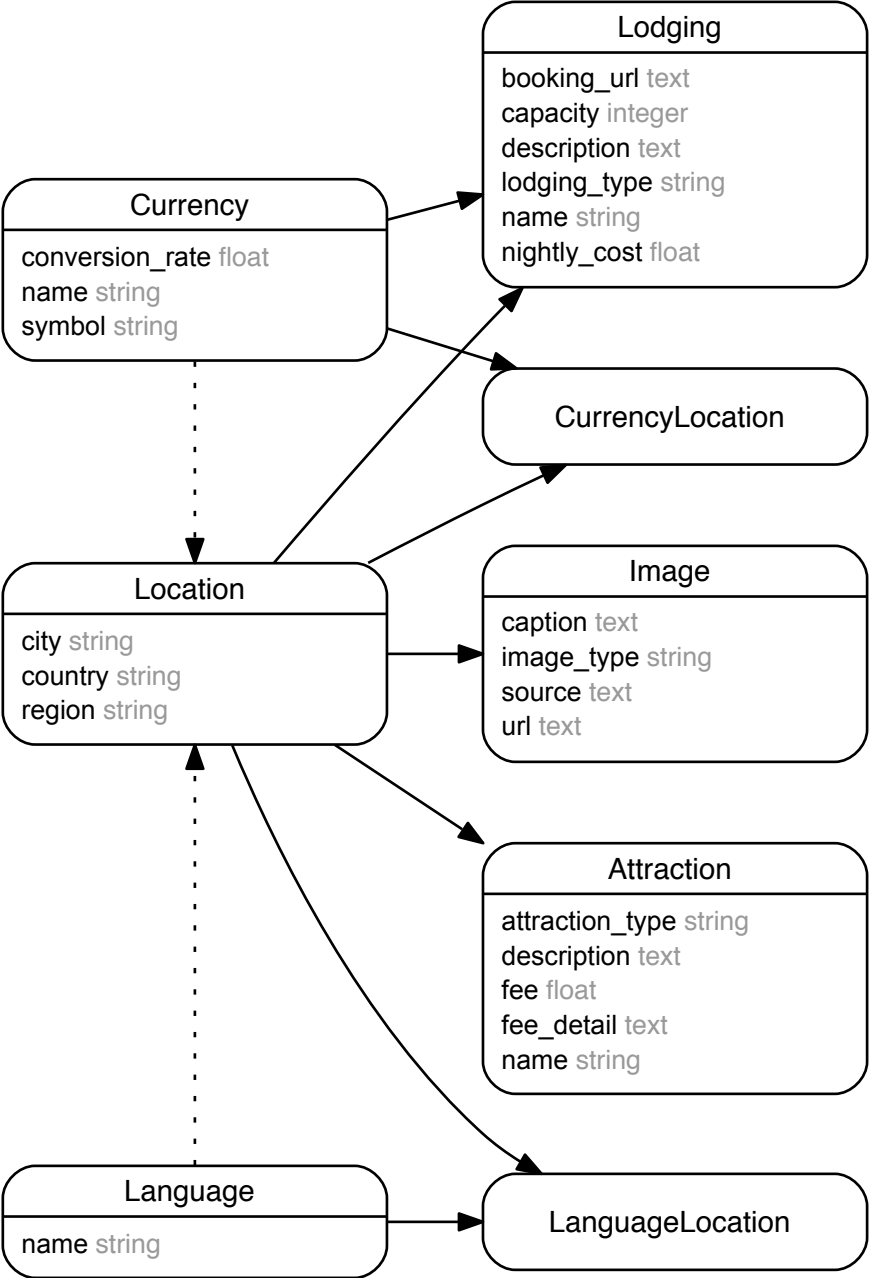 Lodging
booking_url text
capacity integer
description text
lodging_type string
name string
nightly_cost float
Currency
conversion_rate float
name string
symbol string
CurrencyLocation
Location
city string
country string
region string
Image
caption text
image_type string
source text
url text
Attraction
attraction_type string
description text
fee float
fee_detail text
name string
Language
name string
LanguageLocation